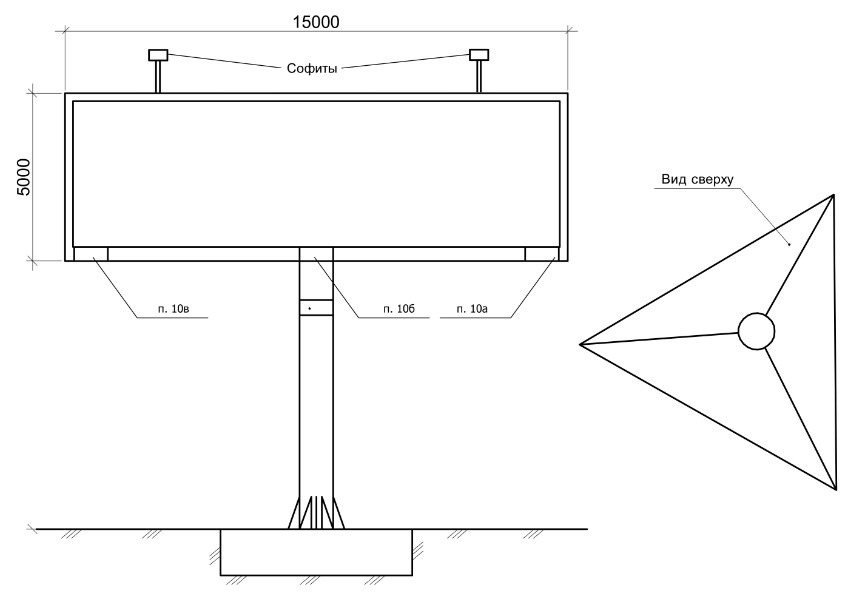 15000
Софиты
5000
Вид сверху
п. 10в
п. 10б
п. 10а